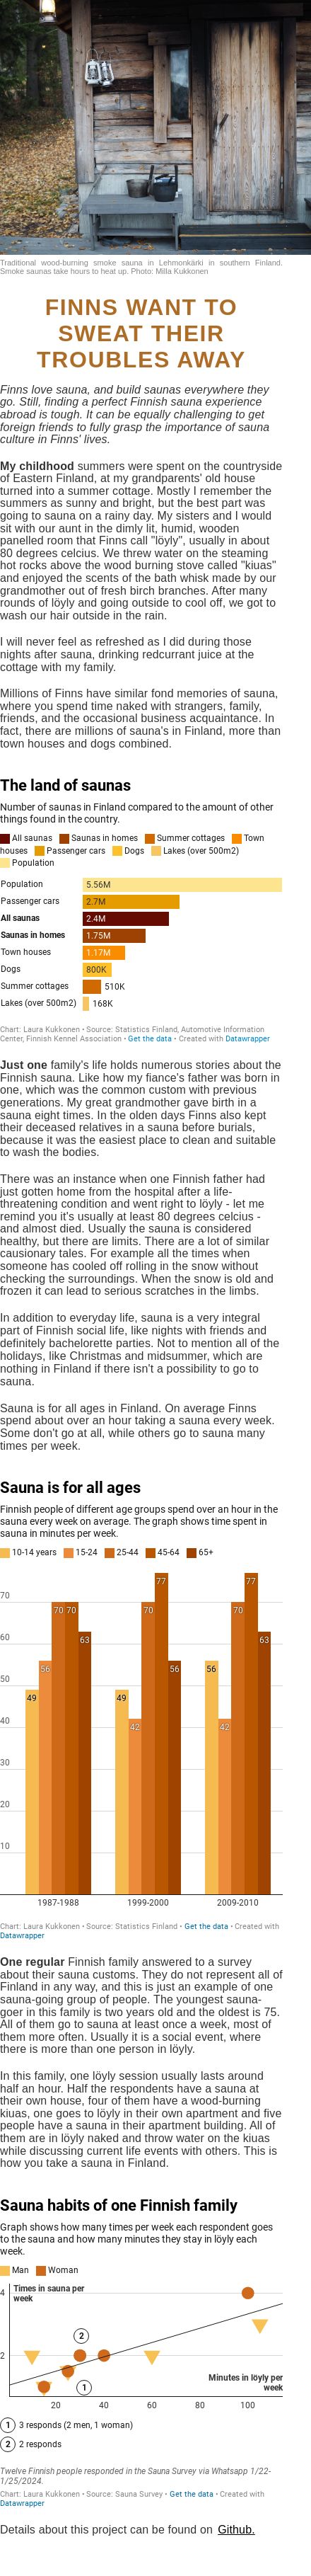 Traditional wood-burning smoke sauna in Lehmonkärki in southern Finland.
Smoke saunas take hours to heat up. Photo: Milla Kukkonen
FINNS WANT TO
SWEAT THEIR
TROUBLES AWAY
Finns love sauna, and build saunas everywhere they
go. Still, finding a perfect Finnish sauna experience
abroad is tough. It can be equally challenging to get
foreign friends to fully grasp the importance of sauna
culture in Finns' lives.
My childhood summers were spent on the countryside
of Eastern Finland, at my grandparents' old house
turned into a summer cottage. Mostly I remember the
summers as sunny and bright, but the best part was
going to sauna on a rainy day. My sisters and I would
sit with our aunt in the dimly lit, humid, wooden
panelled room that Finns call "löyly", usually in about
80 degrees celcius. We threw water on the steaming
hot rocks above the wood burning stove called "kiuas"
and enjoyed the scents of the bath whisk made by our
grandmother out of fresh birch branches. After many
rounds of löyly and going outside to cool off, we got to
wash our hair outside in the rain.
I will never feel as refreshed as I did during those
nights after sauna, drinking redcurrant juice at the
cottage with my family.
Millions of Finns have similar fond memories of sauna,
where you spend time naked with strangers, family,
friends, and the occasional business acquaintance. In
fact, there are millions of sauna's in Finland, more than
town houses and dogs combined.
The land of saunas
Number of saunas in Finland compared to the amount of other
things found in the country.
All saunas Saunas in homes Summer cottages Town
houses Passenger cars Dogs Lakes (over 500m2)
Population
Population 5.56M
Passenger cars 2.7M
All saunas 2.4M
Saunas in homes 1.75M
Town houses 1.17M
Dogs 800K
Summer cottages 510K
Lakes (over 500m2) 168K
Chart: Laura Kukkonen • Source: Statistics Finland, Automotive Information
Center, Finnish Kennel Association • Get the data • Created with Datawrapper
Just one family's life holds numerous stories about the
Finnish sauna. Like how my fiance's father was born in
one, which was the common custom with previous
generations. My great grandmother gave birth in a
sauna eight times. In the olden days Finns also kept
their deceased relatives in a sauna before burials,
because it was the easiest place to clean and suitable
to wash the bodies.
There was an instance when one Finnish father had
just gotten home from the hospital after a life-
threatening condition and went right to löyly - let me
remind you it's usually at least 80 degrees celcius -
and almost died. Usually the sauna is considered
healthy, but there are limits. There are a lot of similar
causionary tales. For example all the times when
someone has cooled off rolling in the snow without
checking the surroundings. When the snow is old and
frozen it can lead to serious scratches in the limbs.
In addition to everyday life, sauna is a very integral
part of Finnish social life, like nights with friends and
definitely bachelorette parties. Not to mention all of the
holidays, like Christmas and midsummer, which are
nothing in Finland if there isn't a possibility to go to
sauna.
Sauna is for all ages in Finland. On average Finns
spend about over an hour taking a sauna every week.
Some don't go at all, while others go to sauna many
times per week.
Sauna is for all ages
Finnish people of different age groups spend over an hour in the
sauna every week on average. The graph shows time spent in
sauna in minutes per week.
10-14 years 15-24 25-44 45-64 65+
70
60
50
40
30
20
10
49 56 70 70 63
49 42 70 77 56
56 42 70 77 63
1987-1988 1999-2000 2009-2010
Chart: Laura Kukkonen • Source: Statistics Finland • Get the data • Created with
Datawrapper
One regular Finnish family answered to a survey
about their sauna customs. They do not represent all of
Finland in any way, and this is just an example of one
sauna-going group of people. The youngest sauna-
goer in this family is two years old and the oldest is 75.
All of them go to sauna at least once a week, most of
them more often. Usually it is a social event, where
there is more than one person in löyly.
In this family, one löyly session usually lasts around
half an hour. Half the respondents have a sauna at
their own house, four of them have a wood-burning
kiuas, one goes to löyly in their own apartment and five
people have a sauna in their apartment building. All of
them are in löyly naked and throw water on the kiuas
while discussing current life events with others. This is
how you take a sauna in Finland.
Sauna habits of one Finnish family
Graph shows how many times per week each respondent goes
to the sauna and how many minutes they stay in löyly each
week.
Man Woman
4 Times in sauna per
week
2
2
1
Minutes in löyly per
week
20 40 60 80 100
1 3 responds (2 men, 1 woman)
2 2 responds
Twelve Finnish people responded in the Sauna Survey via Whatsapp 1/22-
1/25/2024.
Chart: Laura Kukkonen • Source: Sauna Survey • Get the data • Created with
Datawrapper
Details about this project can be found on Github.